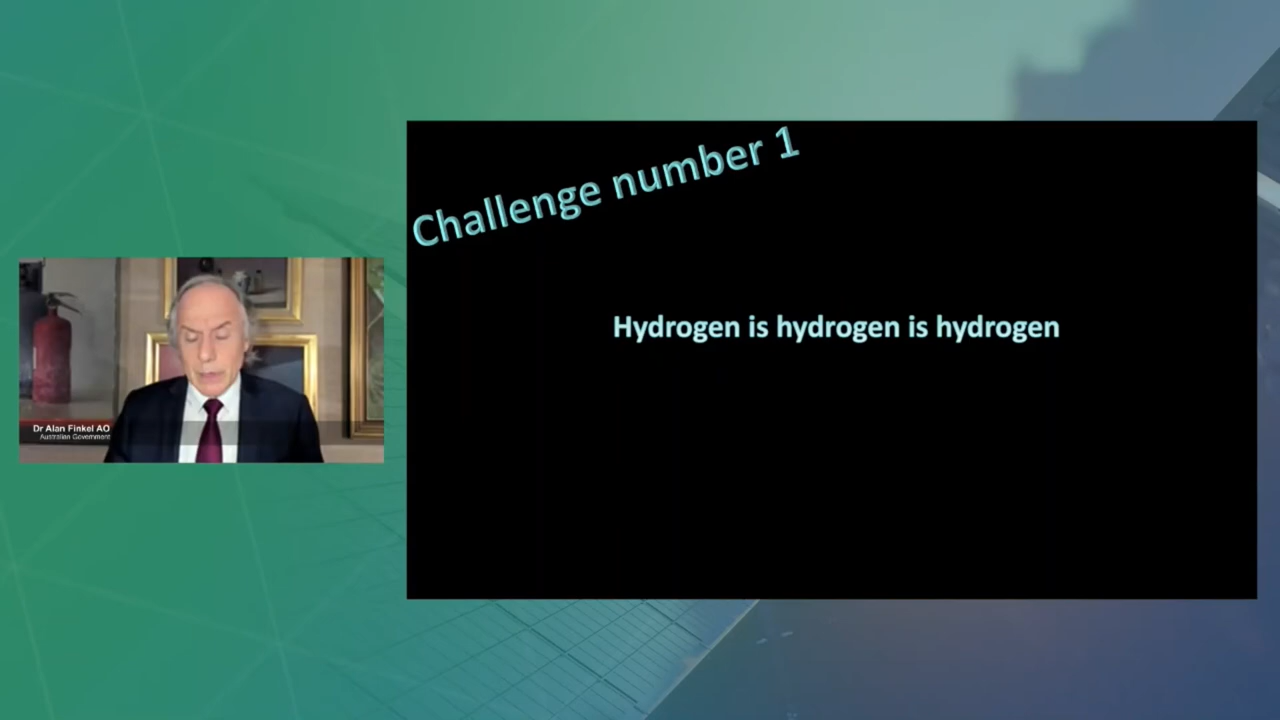 Challenge number 1
Hydrogen is hydrogen is hydrogen
Dr Alan Finkel AO
Australian Government